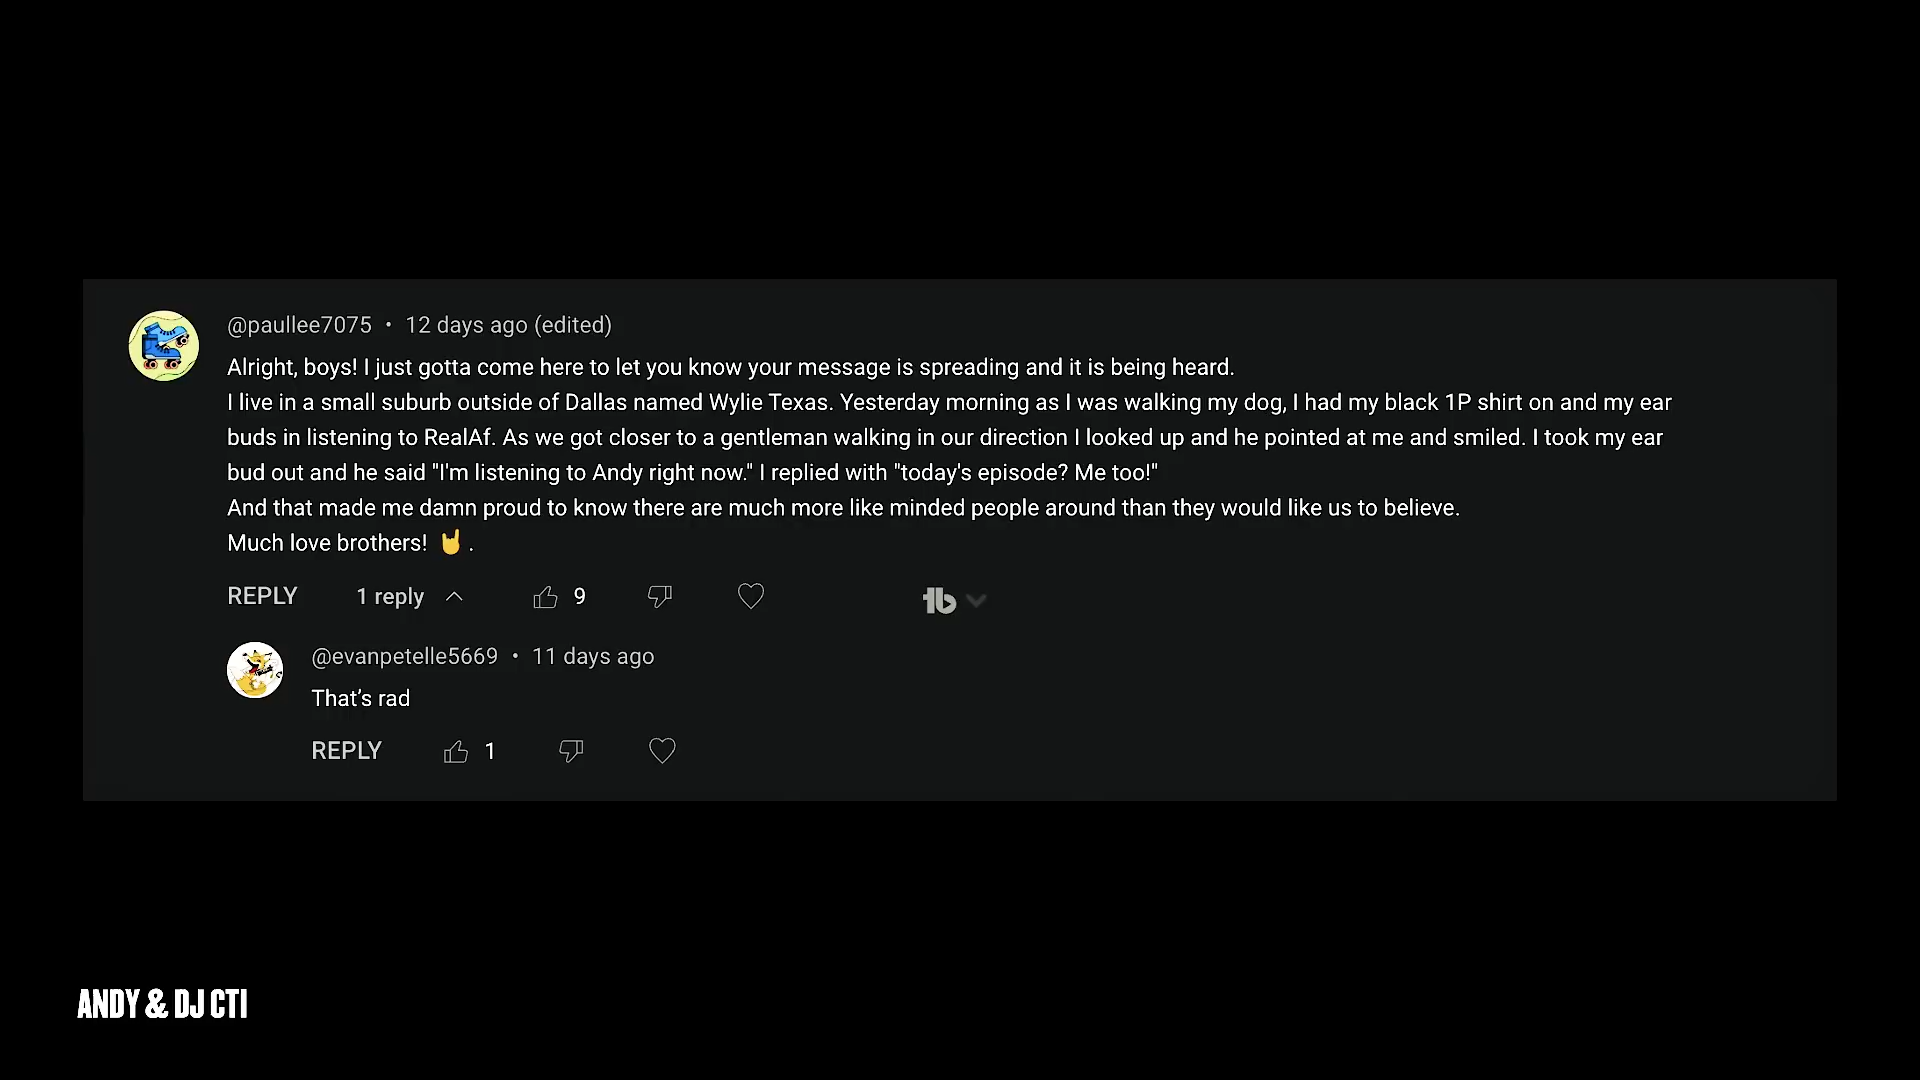 @paullee7075 • 12 days ago (edited)
Alright, boys! I just gotta come here to let you know your message is spreading and it is being heard.
I live in a small suburb outside of Dallas named Wylie Texas. Yesterday morning as I was walking my dog, I had my black 1P shirt on and my ear
buds in listening to RealAf. As we got closer to a gentleman walking in our direction I looked up and he pointed at me and smiled. I took my ear
bud out and he said "I'm listening to Andy right now." I replied with "today's episode? Me too!"
And that made me damn proud to know there are much more like minded people around than they would like us to believe.
Much love brothers! 🤘 .
REPLY 1 reply 9 tb
@evanpetelle5669 • 11 days ago
That's rad
REPLY 1
ANDY & DJ CTI